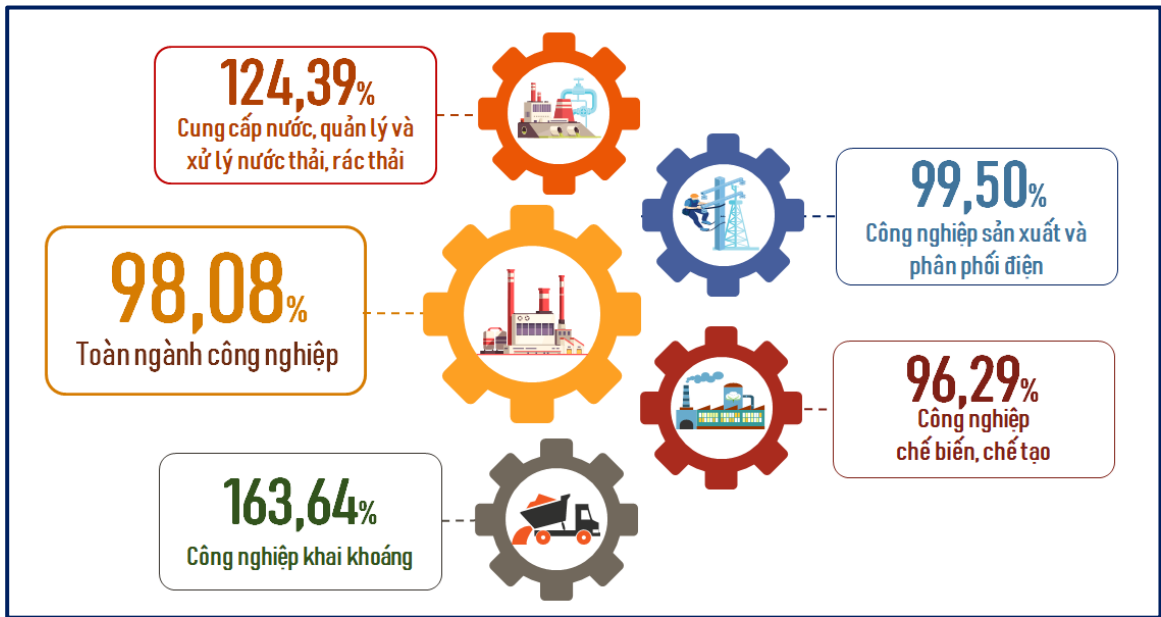 124,39%
Cung cấp nước, quản lý và
xử lý nước thải, rác thải
99,50%
Công nghiệp sản xuất và
phân phối điện
98,08%
Toàn ngành công nghiệp
96,29%
Công nghiệp
chế biến, chế tạo
163,64%
Công nghiệp khai khoáng